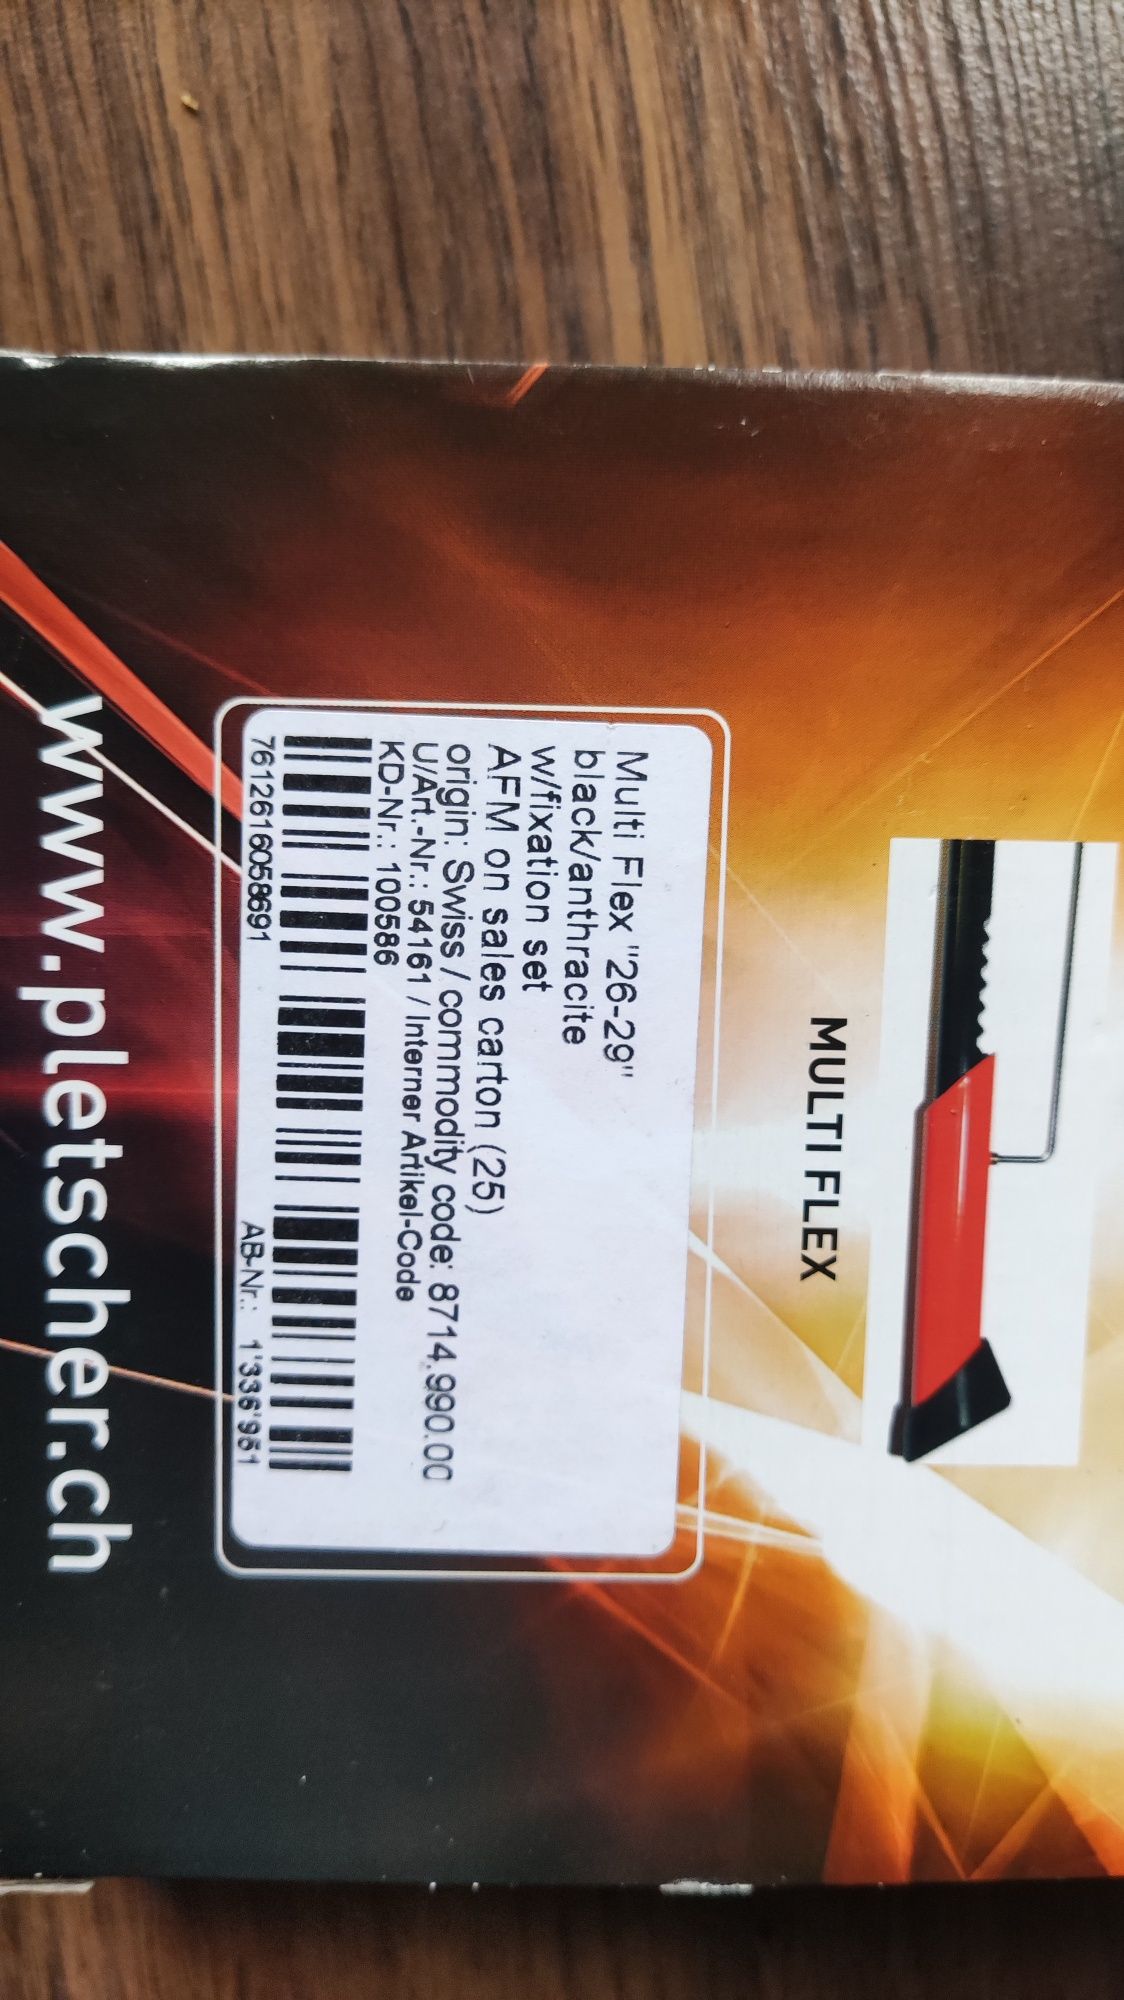 MULTI FLEX
Multi Flex "26-29"
black/anthracite
w/fixation set
AFM on sales carton (25)
origin: Swiss / commodity code: 8714.990.00
U/Art.-Nr.: 54161 / Interner Artikel-Code
KD-Nr.: 100586
7612616058691 AB-Nr.: 1'336'951
www.pletscher.ch